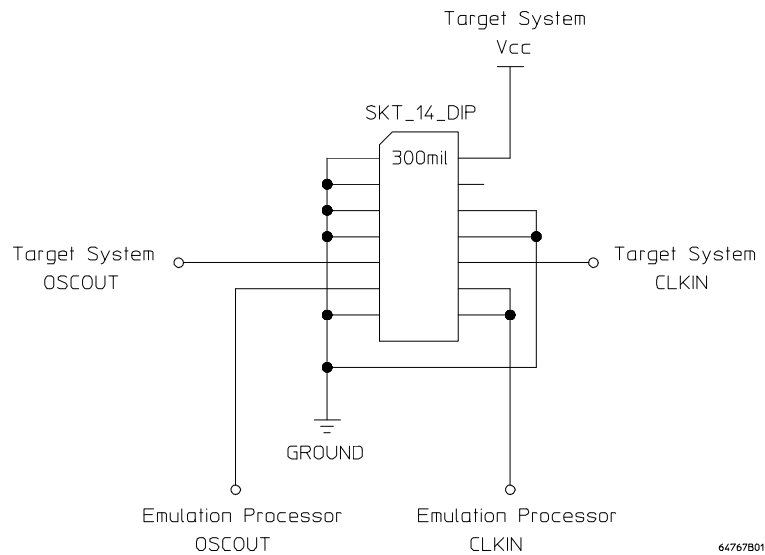 Target System
Vcc
SKT_14_DIP
300mil
Target System
OSCOUT
Target System
CLKIN
GROUND
Emulation Processor
OSCOUT
Emulation Processor
CLKIN
64767B01